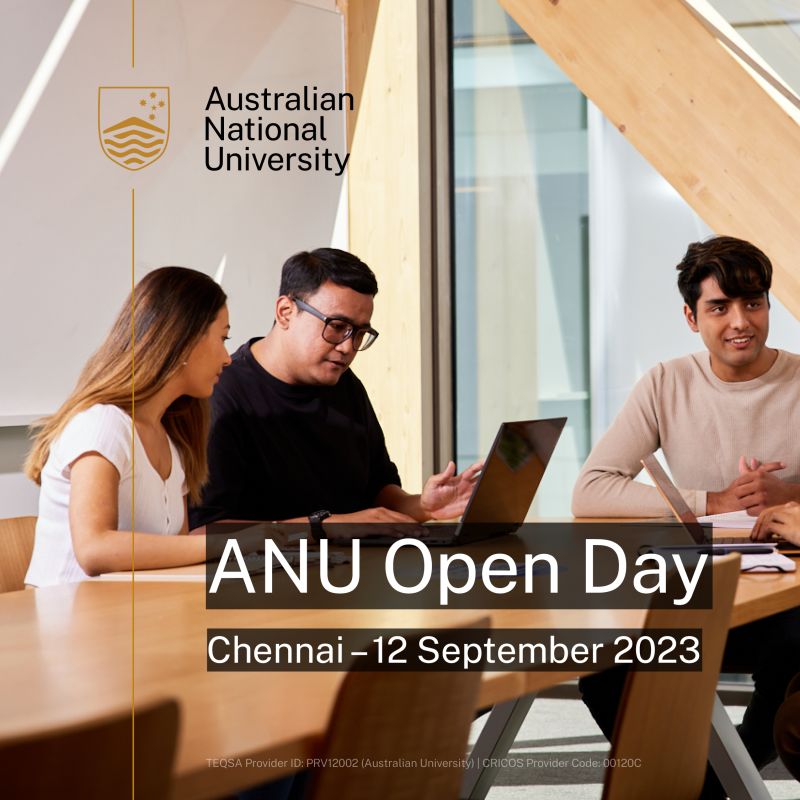 Australian
National
University
ANU Open Day
Chennai – 12 September 2023
TEQSA Provider ID: PRV12002 (Australian University) | CRICOS Provider Code: 00120C